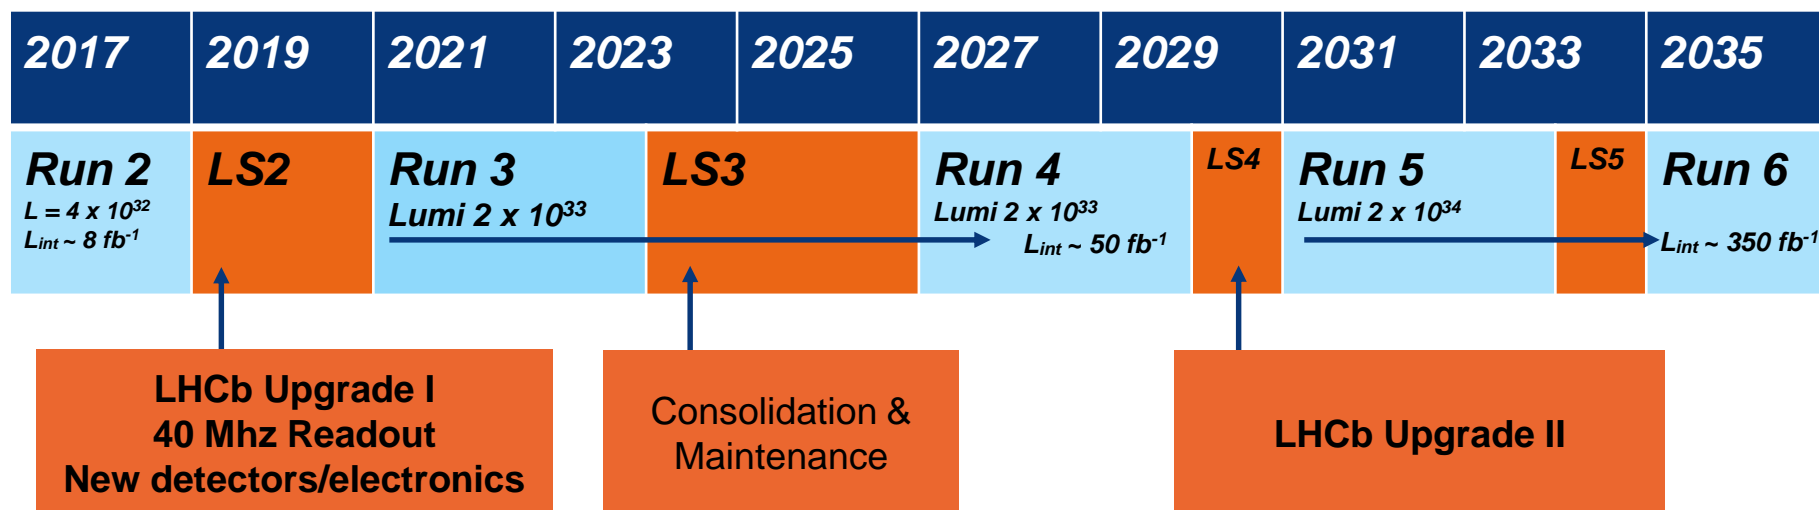 2017 2019 2021 2023 2025 2027 2029 2031 2033 2035
Run 2
L = 4 x 10³²
Lint ~ 8 fb⁻¹
LS2
Run 3
Lumi 2 x 10³³
LS3
Run 4
Lumi 2 x 10³³
Lint ~ 50 fb⁻¹
LS4
Run 5
Lumi 2 x 10³⁴
LS5
Run 6
Lint ~ 350 fb⁻¹
LHCb Upgrade I
40 Mhz Readout
New detectors/electronics
Consolidation &
Maintenance
LHCb Upgrade II